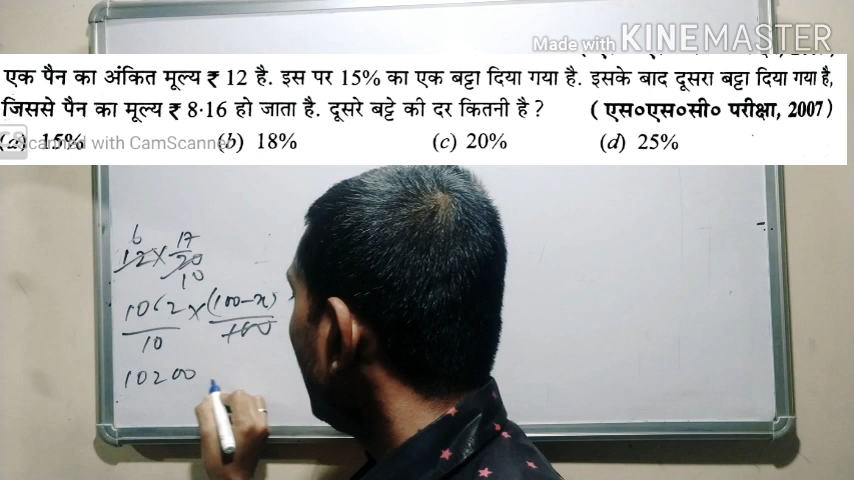 Made with KINEMASTER
एक पैन का अंकित मूल्य ₹ 12 है. इस पर 15% का एक बट्टा दिया गया है. इसके बाद दूसरा बट्टा दिया गया है,
जिससे पैन का मूल्य ₹ 8·16 हो जाता है. दूसरे बट्टे की दर कितनी है ? ( एस०एस०सी० परीक्षा, 2007 )
(a) 15% (b) 18% (c) 20% (d) 25%
Scanned with CamScanner
6 17
12 × 20
10
(100-x)
10 100
10200